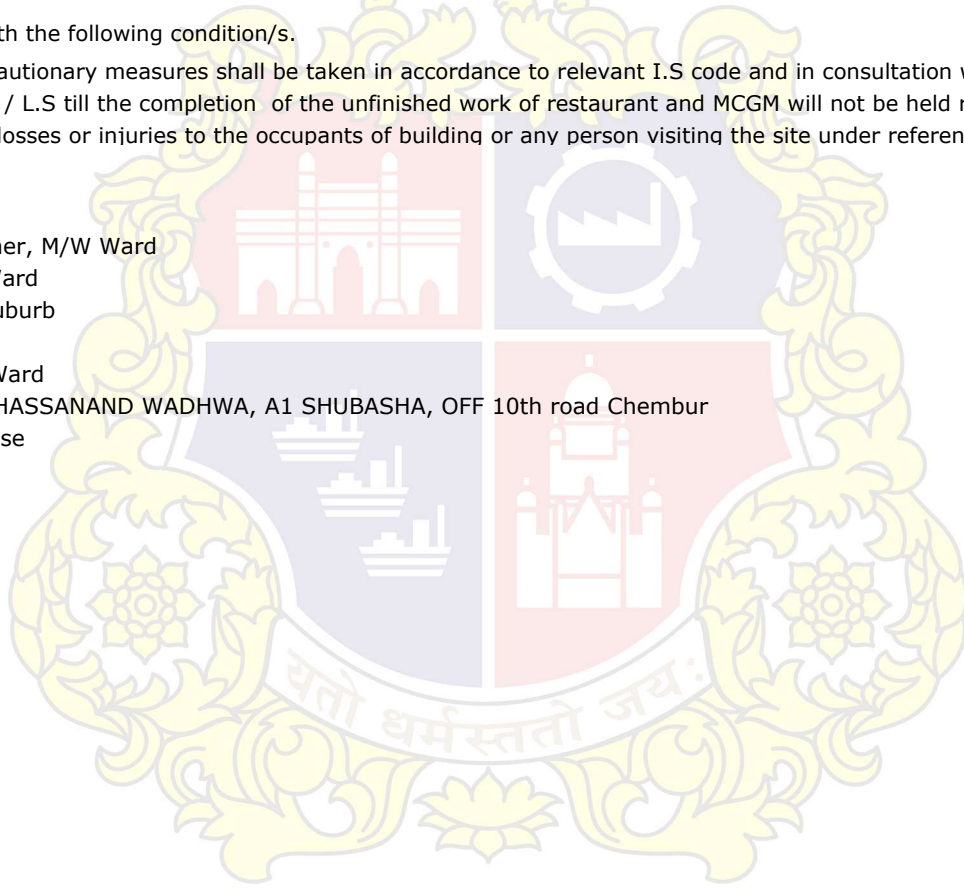 th the following condition/s.
autionary measures shall be taken in accordance to relevant I.S code and in consultation
/ L.S till the completion of the unfinished work of restaurant and MCGM will not be held
losses or injuries to the occupants of building or any person visiting the site under referen
ner, M/W Ward
Ward
uburb
Ward
HASSANAND WADHWA, A1 SHUBASHA, OFF 10th road Chembur
se
यतो धर्मस्ततो जय: